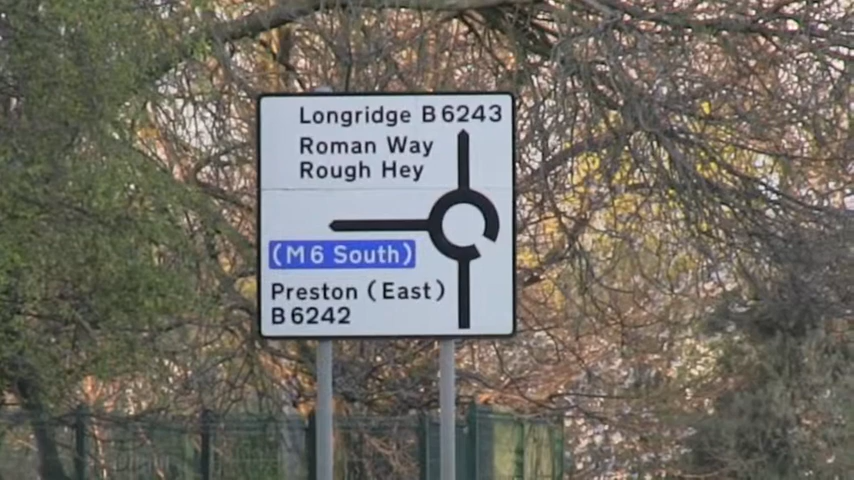 Longridge B6243
Roman Way
Rough Hey
(M6 South)
Preston (East)
B6242